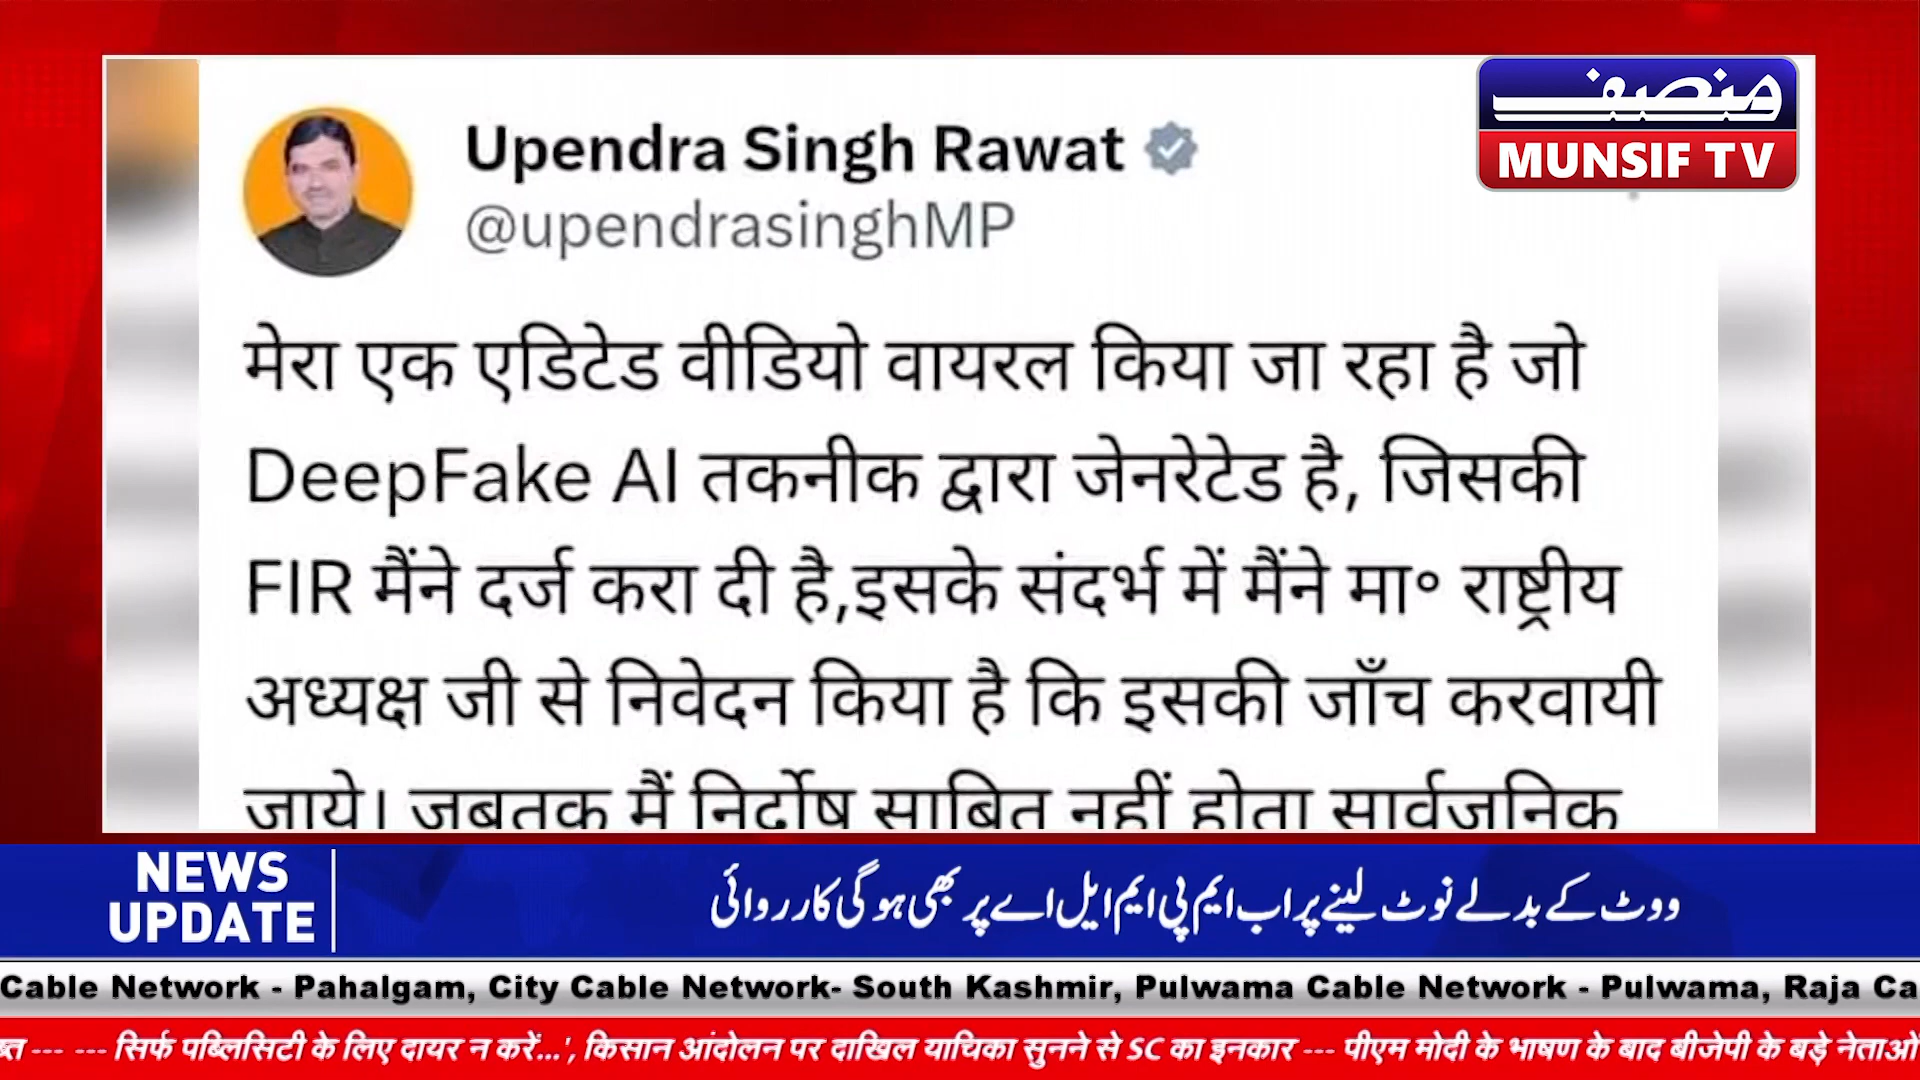 منصف
MUNSIF TV
Upendra Singh Rawat
@upendrasinghMP
मेरा एक एडिटेड वीडियो वायरल किया जा रहा है जो
DeepFake AI तकनीक द्वारा जेनरेटेड है, जिसकी
FIR मैंने दर्ज करा दी है,इसके संदर्भ में मैंने मा॰ राष्ट्रीय
अध्यक्ष जी से निवेदन किया है कि इसकी जाँच करवायी
जाये। जबतक मैं निर्दोष साबित नहीं होता सार्वजनिक
NEWS
UPDATE
ووٹ کے بدلے نوٹ لینے پر اب ایم پی ایم ایل اے پر بھی ہوگی کارروائی
Cable Network - Pahalgam, City Cable Network- South Kashmir, Pulwama Cable Network - Pulwama, Raja Ca
--- --- सिर्फ पब्लिसिटी के लिए दायर न करें...', किसान आंदोलन पर दाखिल याचिका सुनने से SC का इनकार --- पीएम मोदी के भाषण के बाद बीजेपी के बड़े नेताओं